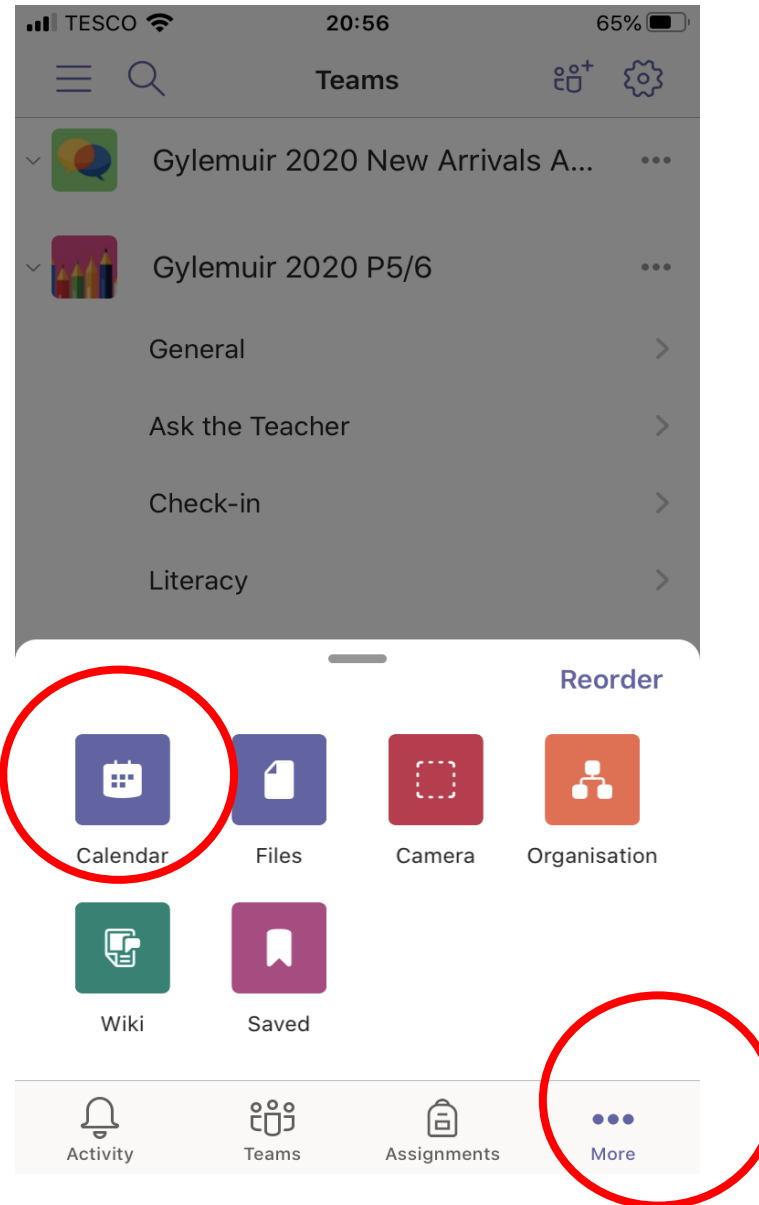 TESCO 20:56 65%
Teams
Gylemuir 2020 New Arrivals A...
Gylemuir 2020 P5/6
General
Ask the Teacher
Check-in
Literacy
Reorder
Calendar Files Camera Organisation
Wiki Saved
Activity Teams Assignments More